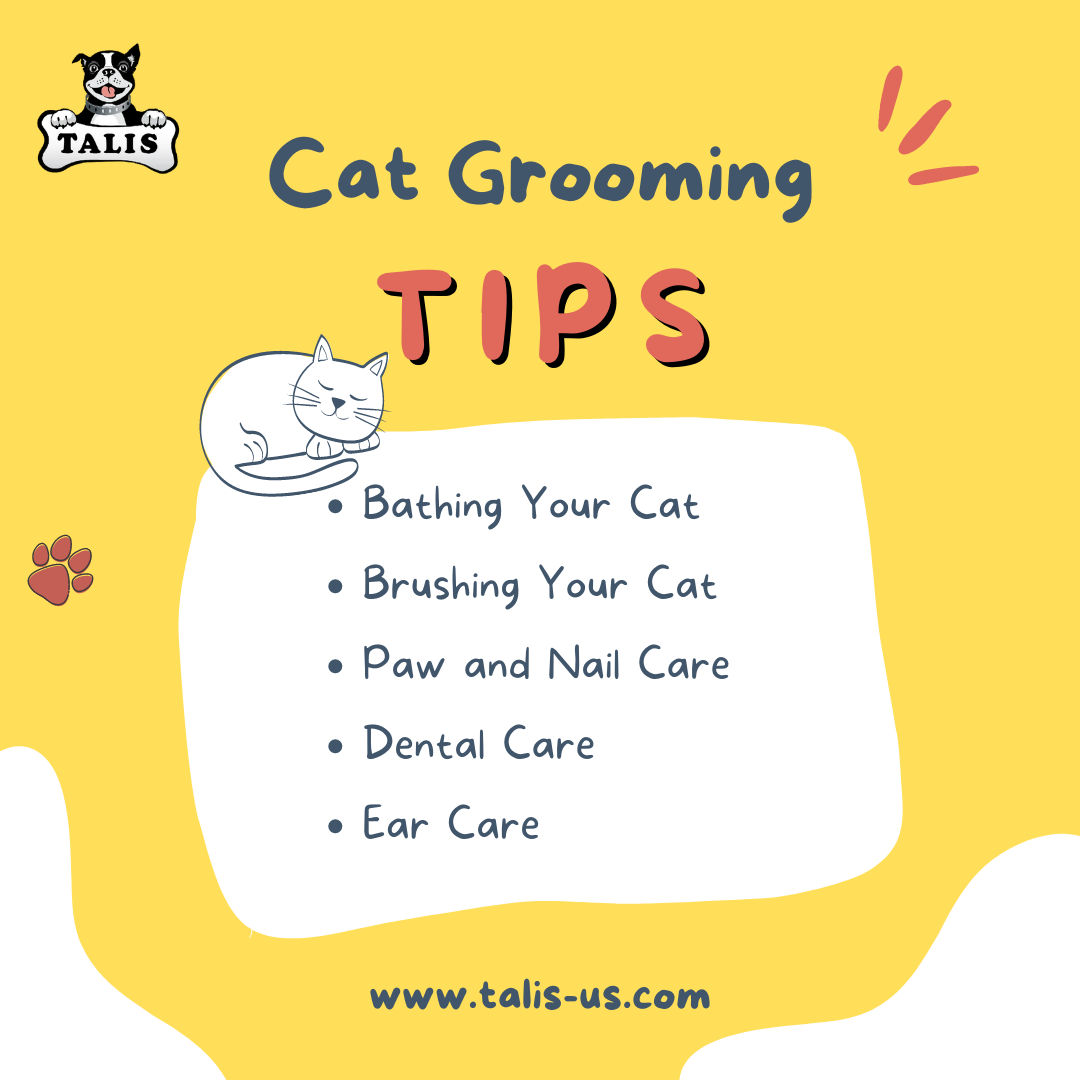 TALIS
Cat Grooming
TIPS
• Bathing Your Cat
• Brushing Your Cat
• Paw and Nail Care
• Dental Care
• Ear Care
www.talis-us.com